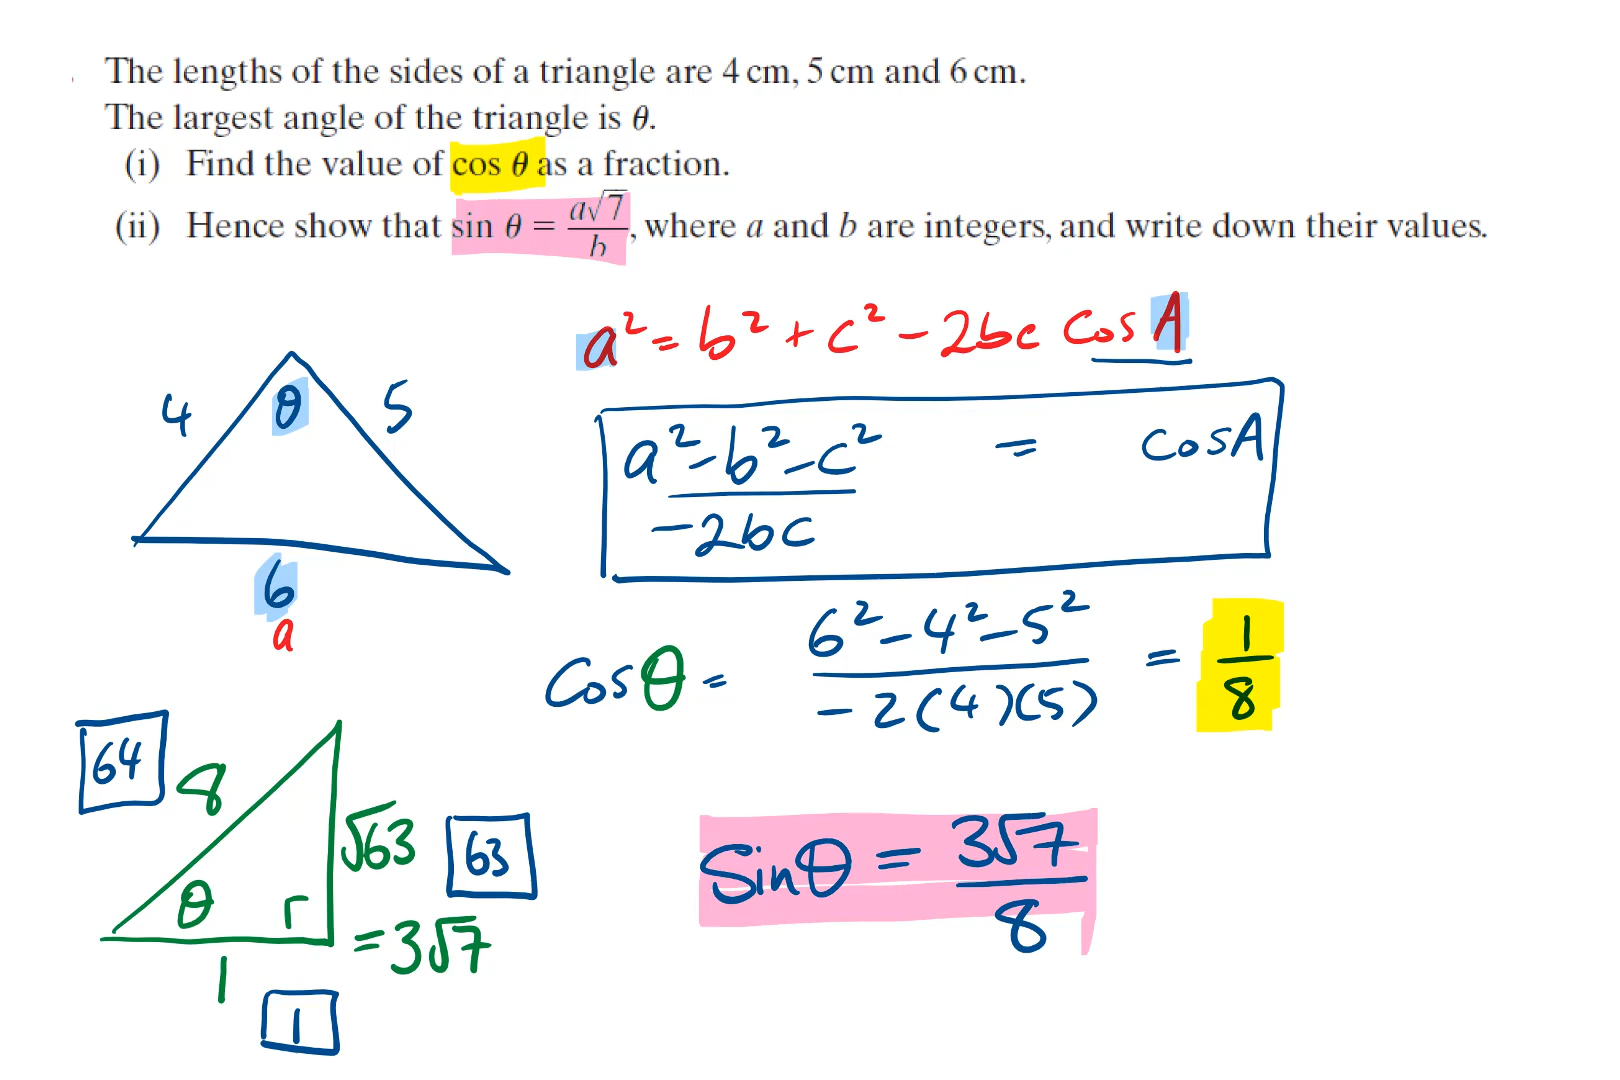 The lengths of the sides of a triangle are 4 cm, 5 cm and 6 cm.
The largest angle of the triangle is θ.
(i) Find the value of cos θ as a fraction.
(ii) Hence show that sin θ = a√7/b, where a and b are integers, and write down their values.
a² = b² + c² - 2bc cos A
4 θ 5
a² - b² - c² / -2bc = cos A
6
a
cos θ = 6² - 4² - 5² / -2(4)(5) = 1/8
64 8 √63 63
sin θ = 3√7/8
θ
= 3√7
1
1